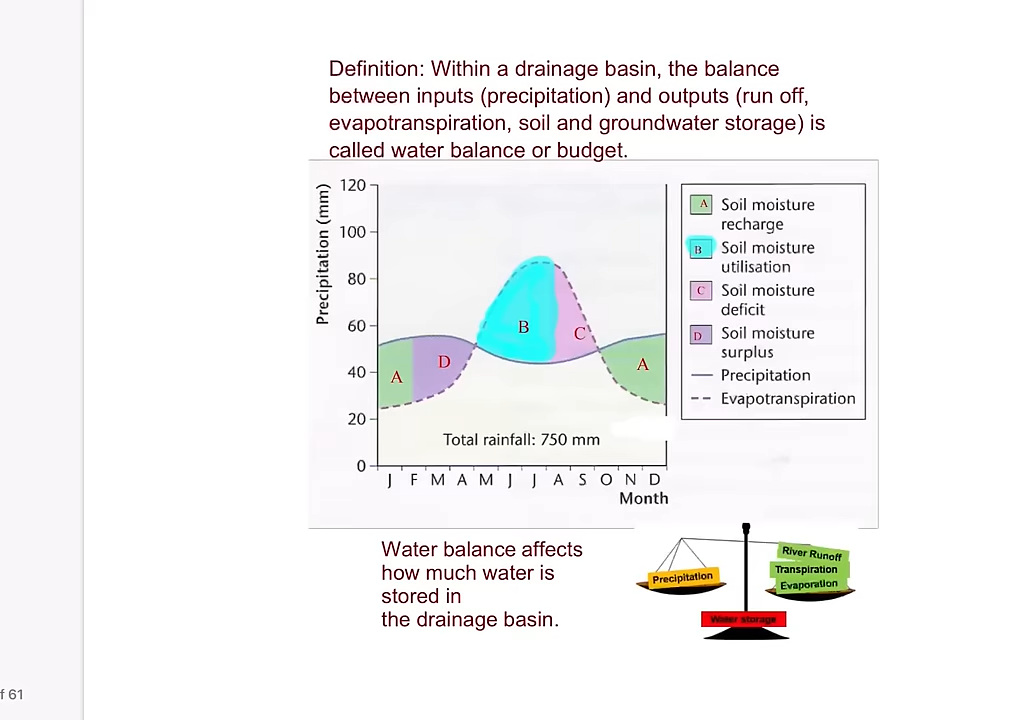 Definition: Within a drainage basin, the balance
between inputs (precipitation) and outputs (run off,
evapotranspiration, soil and groundwater storage) is
called water balance or budget.
Precipitation (mm)
120
100
80
60
40
20
0
A
D
B
C
A
Total rainfall: 750 mm
J F M A M J J A S O N D
Month
A Soil moisture
recharge
B Soil moisture
utilisation
C Soil moisture
deficit
D Soil moisture
surplus
Precipitation
Evapotranspiration
Water balance affects
how much water is
stored in
the drainage basin.
Precipitation
River Runoff
Transpiration
Evaporation
Water storage
f 61